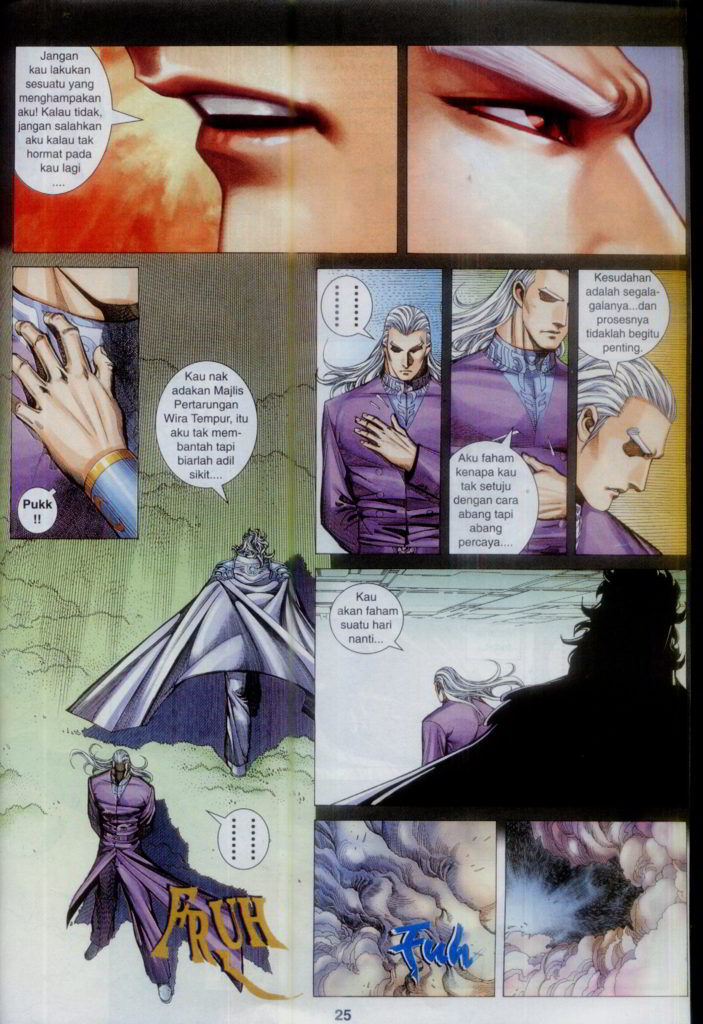 Jangan
kau lakukan
sesuatu yang
menghampakan
aku! Kalau tidak,
jangan salahkan
aku kalau tak
hormat pada
kau lagi
....
Pukk
!!
Kau nak
adakan Majlis
Pertarungan
Wira Tempur, itu
aku tak mem-
bantah tapi
biarlah adil
sikit....
Aku faham
kenapa kau
tak setuju
dengan cara
abang tapi
abang
percaya....
Kesudahan
adalah segala-
galanya...dan
prosesnya
tidaklah begitu
penting.
Kau
akan faham
suatu hari
nanti...
FRUH
Fuh
25